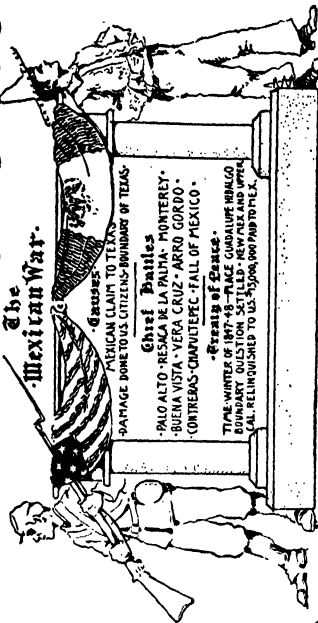 The
·Mexican War·
·Causes·
MEXICAN CLAIM TO TEXAS·
·DAMAGE DONE TO U.S. CITIZENS·BOUNDARY OF TEXAS·
Chief Battles
·PALO ALTO·RESACA DE LA PALMA·MONTEREY·
·BUENA VISTA·VERA CRUZ·ARRO GORDO·
·CONTRERAS·CHAPULTEPEC·FALL OF MEXICO·
·Treaty of Peace·
TIME·WINTER OF 1847-48—PLACE GUADALUPE HIDALGO
BOUNDARY QUESTION SETTLED·NEW MEX AND UPPER
CAL. RELINQUISHED TO U.S. $15,000,000 PAID TO MEX.